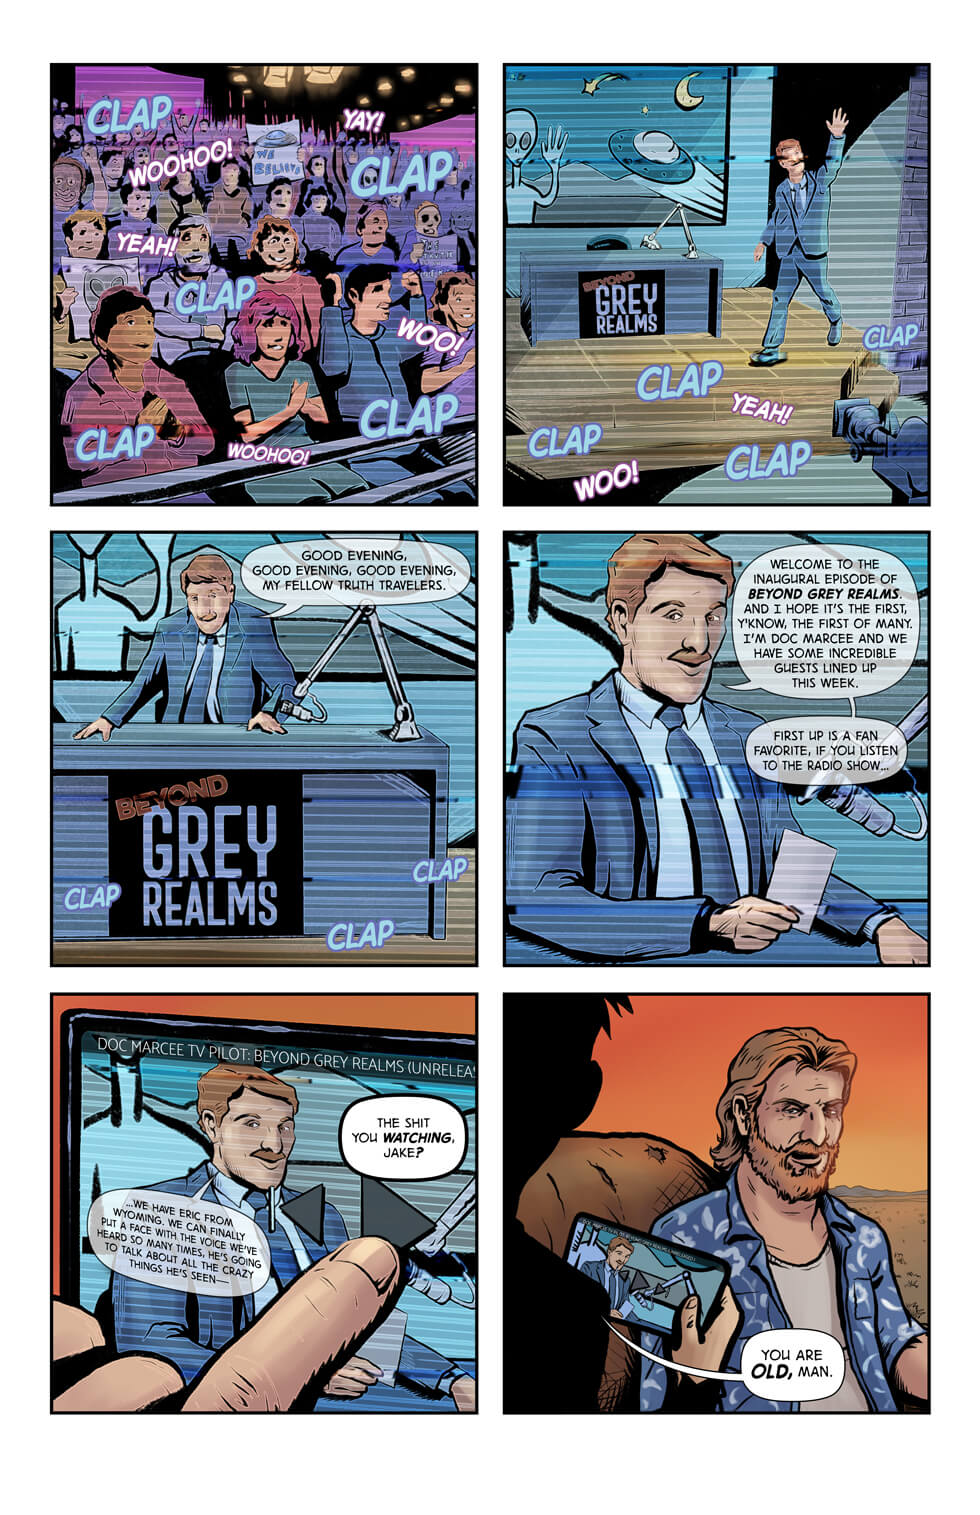 CLAP
YAY!
WOOHOO!
WE
BELIEVE
CLAP
YEAH!
THE
TRUTH
CLAP
WOO!
CLAP
CLAP
WOOHOO!
BEYOND
GREY
REALMS
CLAP
CLAP
YEAH!
CLAP
CLAP
WOO!
GOOD EVENING,
GOOD EVENING, GOOD EVENING,
MY FELLOW TRUTH TRAVELERS.
BEYOND
GREY
REALMS
CLAP
CLAP
CLAP
WELCOME TO THE
INAUGURAL EPISODE OF
BEYOND GREY REALMS.
AND I HOPE IT'S THE FIRST,
Y'KNOW, THE FIRST OF MANY.
I'M DOC MARCEE AND WE
HAVE SOME INCREDIBLE
GUESTS LINED UP
THIS WEEK.
FIRST UP IS A FAN
FAVORITE, IF YOU LISTEN
TO THE RADIO SHOW...
DOC MARCEE TV PILOT: BEYOND GREY REALMS (UNRELEAS
THE SHIT
YOU WATCHING,
JAKE?
...WE HAVE ERIC FROM
WYOMING. WE CAN FINALLY
PUT A FACE WITH THE VOICE WE'VE
HEARD SO MANY TIMES, HE'S GOING
TO TALK ABOUT ALL THE CRAZY
THINGS HE'S SEEN—
YOU ARE
OLD, MAN.